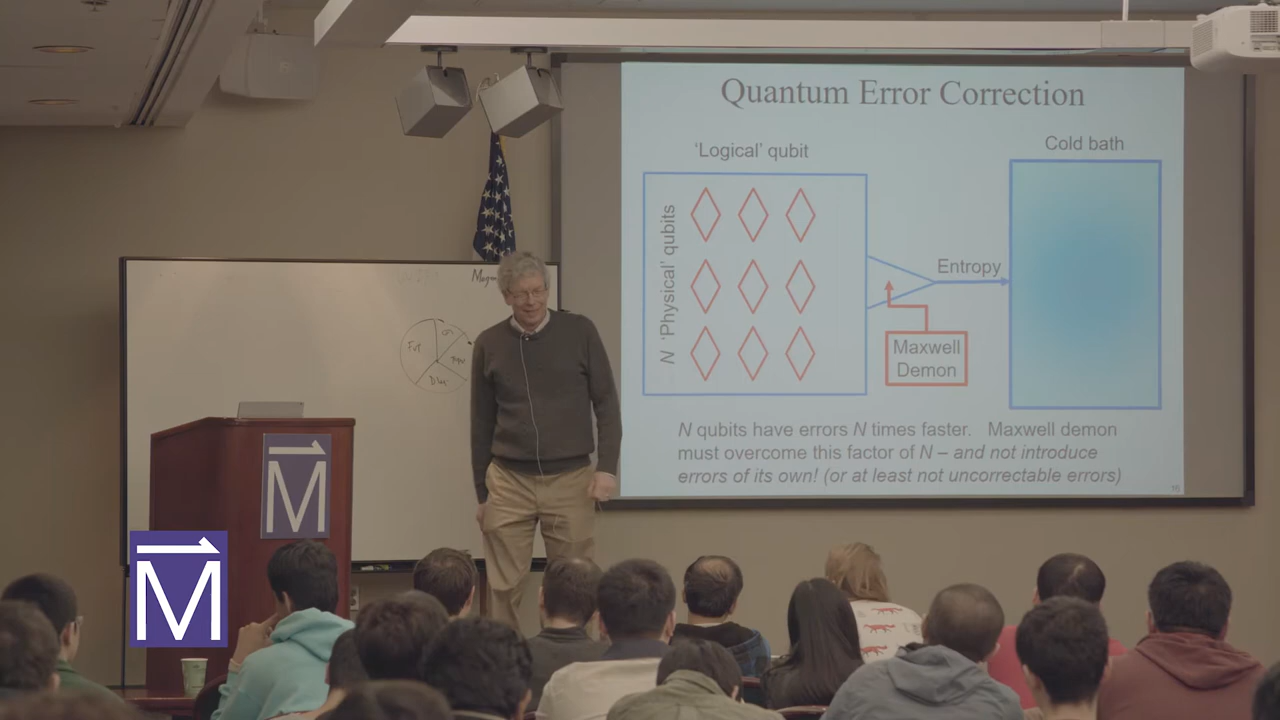 Quantum Error Correction
'Logical' qubit
Cold bath
N 'Physical' qubits
Entropy
Maxwell
Demon
N qubits have errors N times faster. Maxwell demon
must overcome this factor of N – and not introduce
errors of its own! (or at least not uncorrectable errors)
M
M